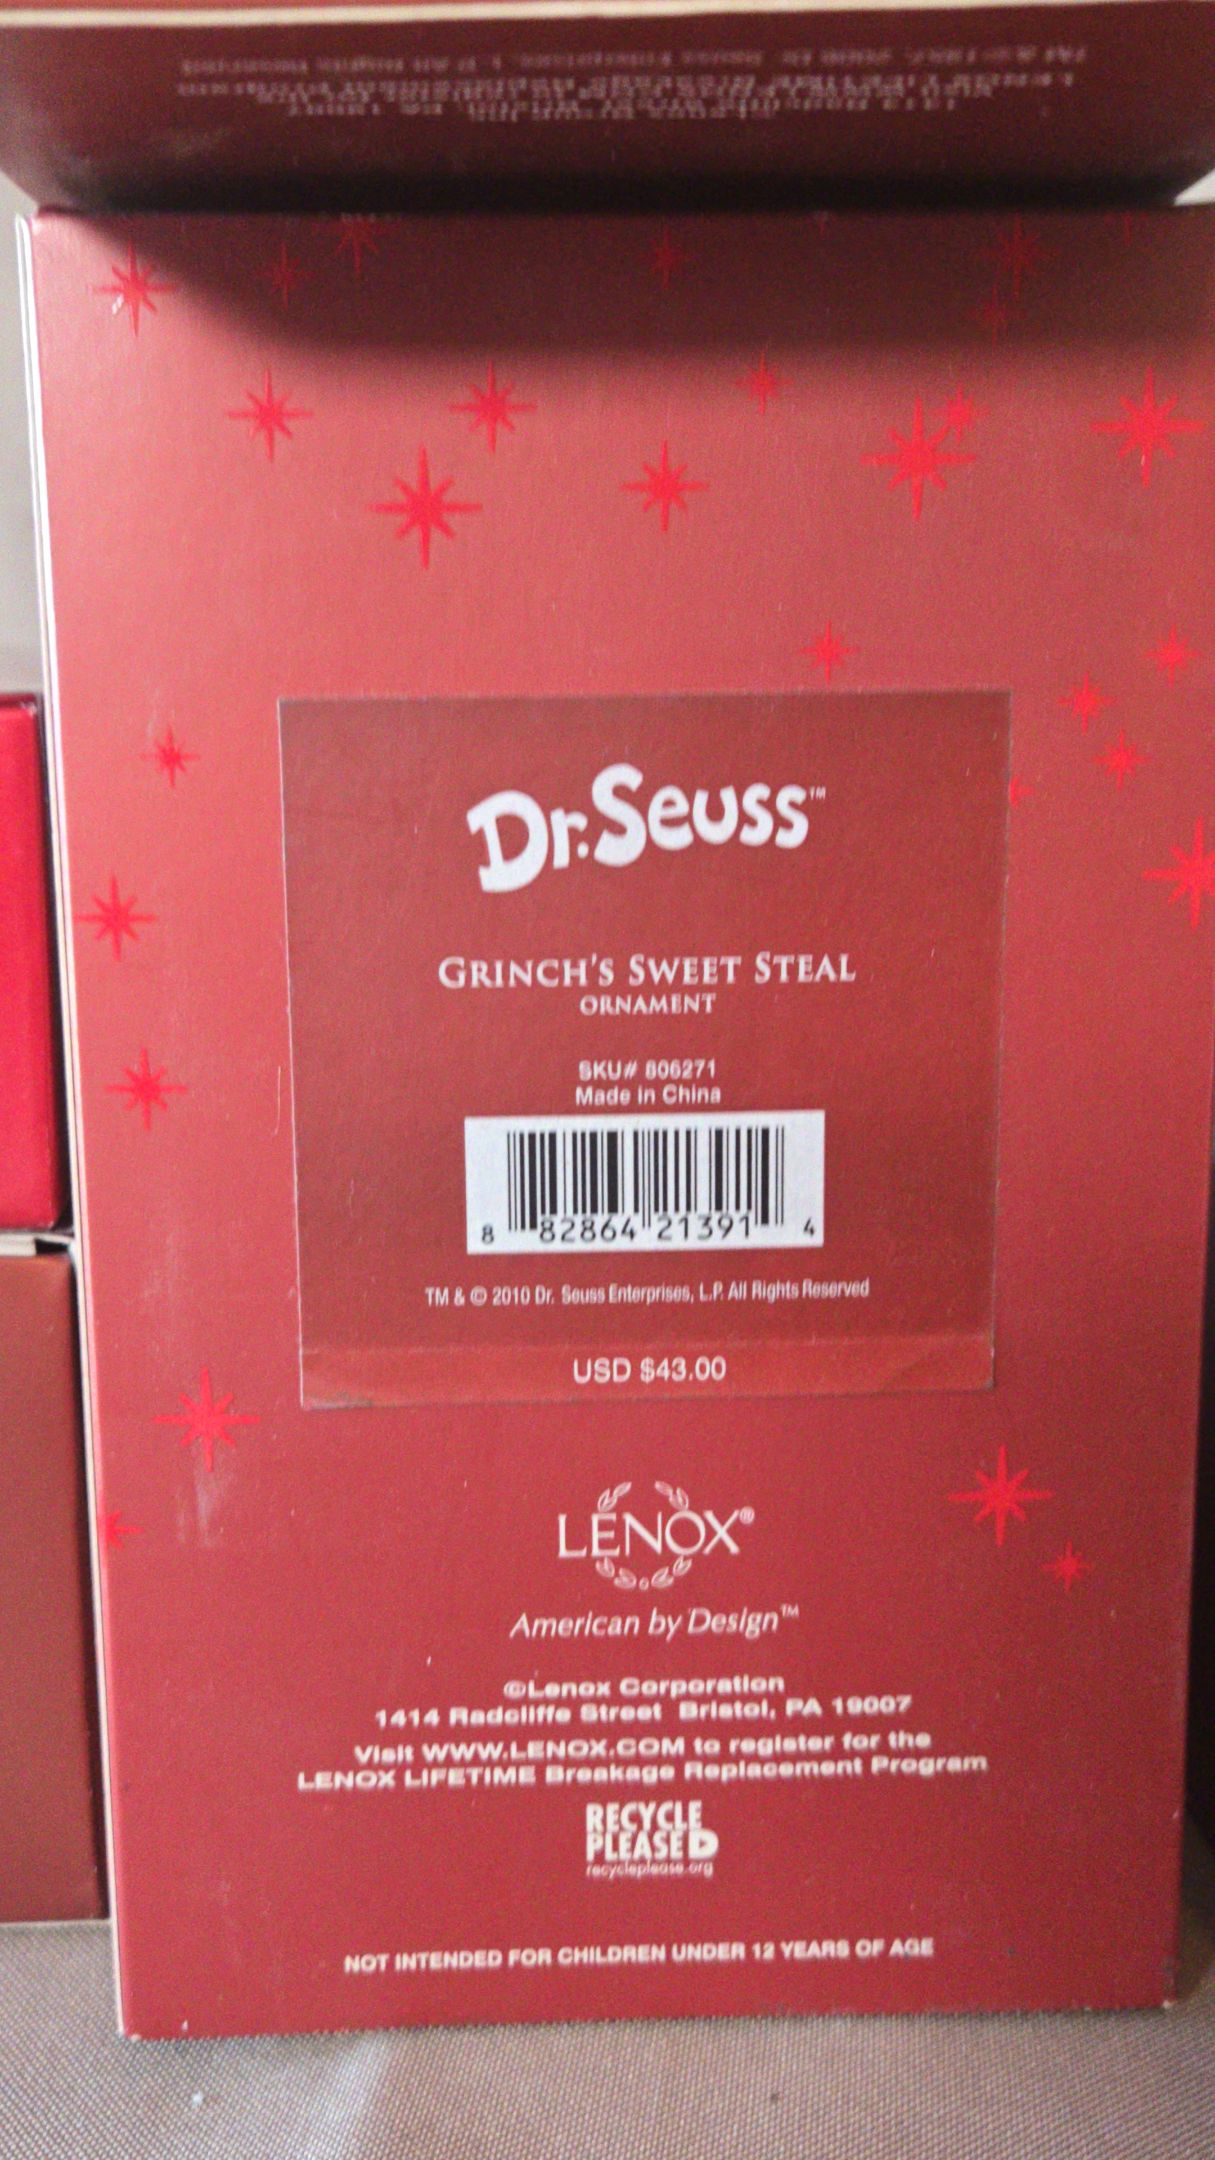 Dr. Seuss™
GRINCH'S SWEET STEAL
ORNAMENT
SKU# 806271
Made in China
8 82864 21391 4
TM & © 2010 Dr. Seuss Enterprises, L.P. All Rights Reserved
USD $43.00
LENOX®
American by Design™
©Lenox Corporation
1414 Radcliffe Street Bristol, PA 19007
Visit WWW.LENOX.COM to register for the
LENOX LIFETIME Breakage Replacement Program
RECYCLE
PLEASE
recycleplease.org
NOT INTENDED FOR CHILDREN UNDER 12 YEARS OF AGE